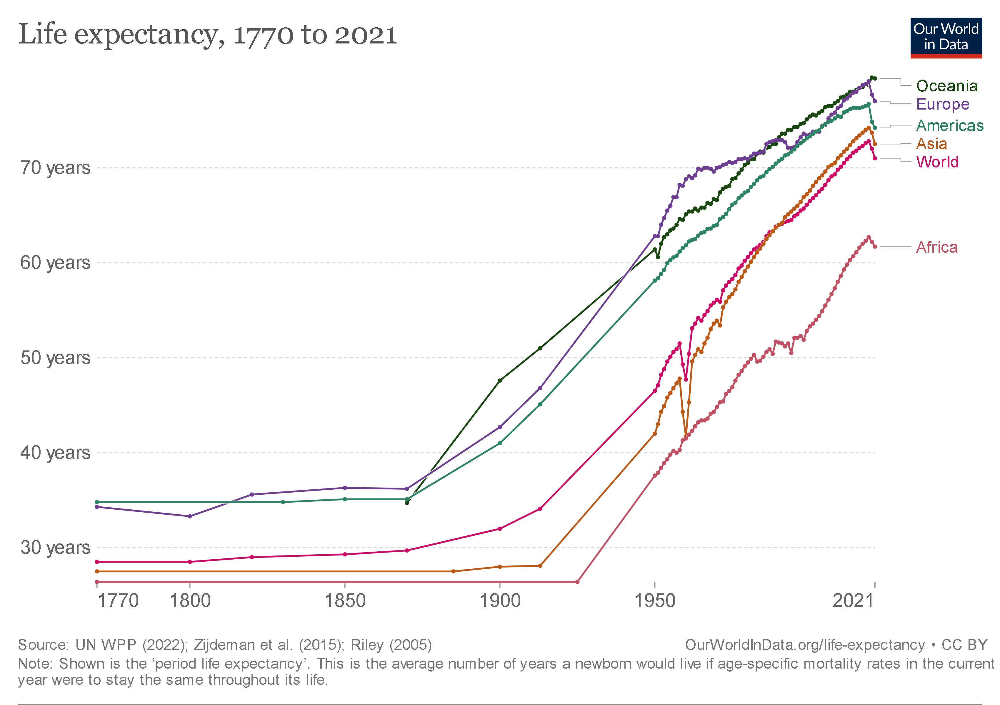 Life expectancy, 1770 to 2021
Our World
in Data
Oceania
Europe
Americas
Asia
World
Africa
70 years
60 years
50 years
40 years
30 years
1770
1800
1850
1900
1950
2021
Source: UN WPP (2022); Zijdeman et al. (2015); Riley (2005)
OurWorldInData.org/life-expectancy • CC BY
Note: Shown is the ‘period life expectancy’. This is the average number of years a newborn would live if age-specific mortality rates in the current
year were to stay the same throughout its life.